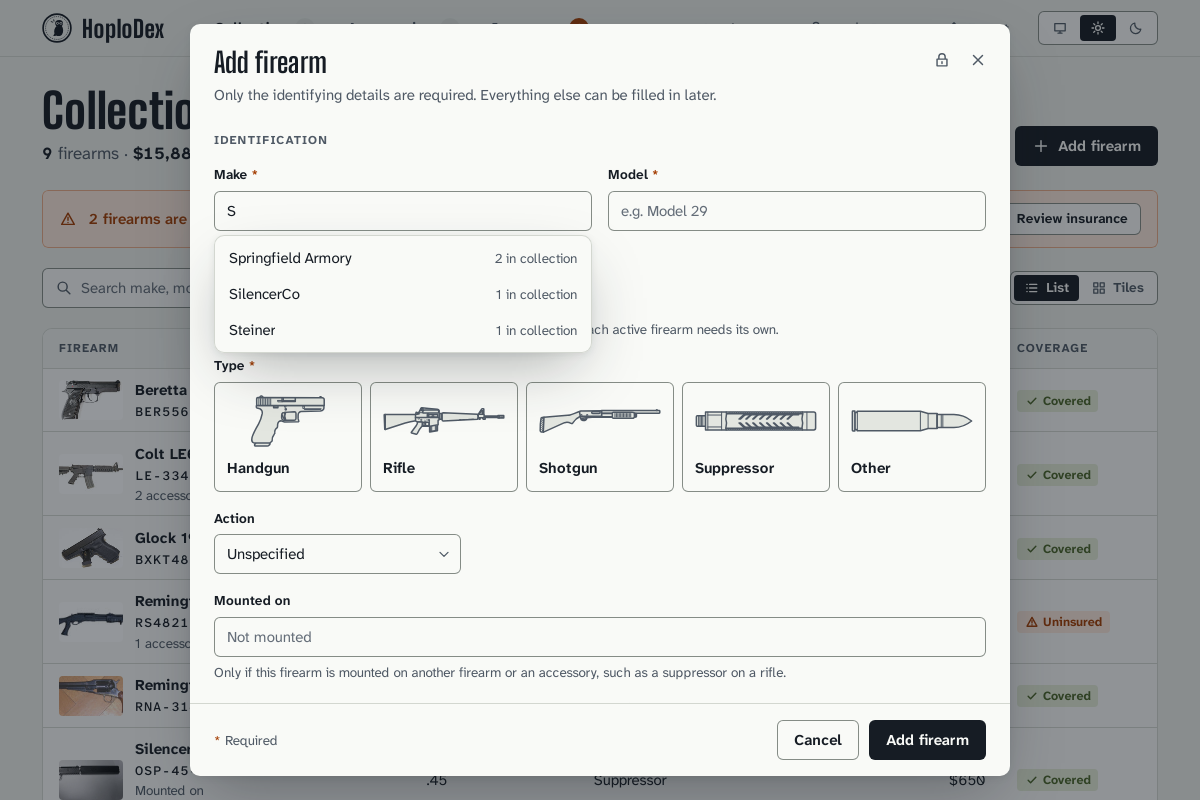 HoploDex
Collectio
9 firearms · $15,88
Add firearm
2 firearms are
Review insurance
Search make, mo
List
Tiles
FIREARM
COVERAGE
Beretta
BER556
Covered
Colt LE6
LE-334
2 accesso
Covered
Glock 19
BXKT48
Covered
Remingt
RS4821
1 accesso
Uninsured
Remingt
RNA-31
Covered
Silencer
OSP-45
Mounted on
.45
Suppressor
$650
Covered
Add firearm
Only the identifying details are required. Everything else can be filled in later.
IDENTIFICATION
Make *
Model *
S
e.g. Model 29
Springfield Armory 2 in collection
SilencerCo 1 in collection
Steiner 1 in collection
ach active firearm needs its own.
Type *
Handgun
Rifle
Shotgun
Suppressor
Other
Action
Unspecified
Mounted on
Not mounted
Only if this firearm is mounted on another firearm or an accessory, such as a suppressor on a rifle.
* Required
Cancel
Add firearm